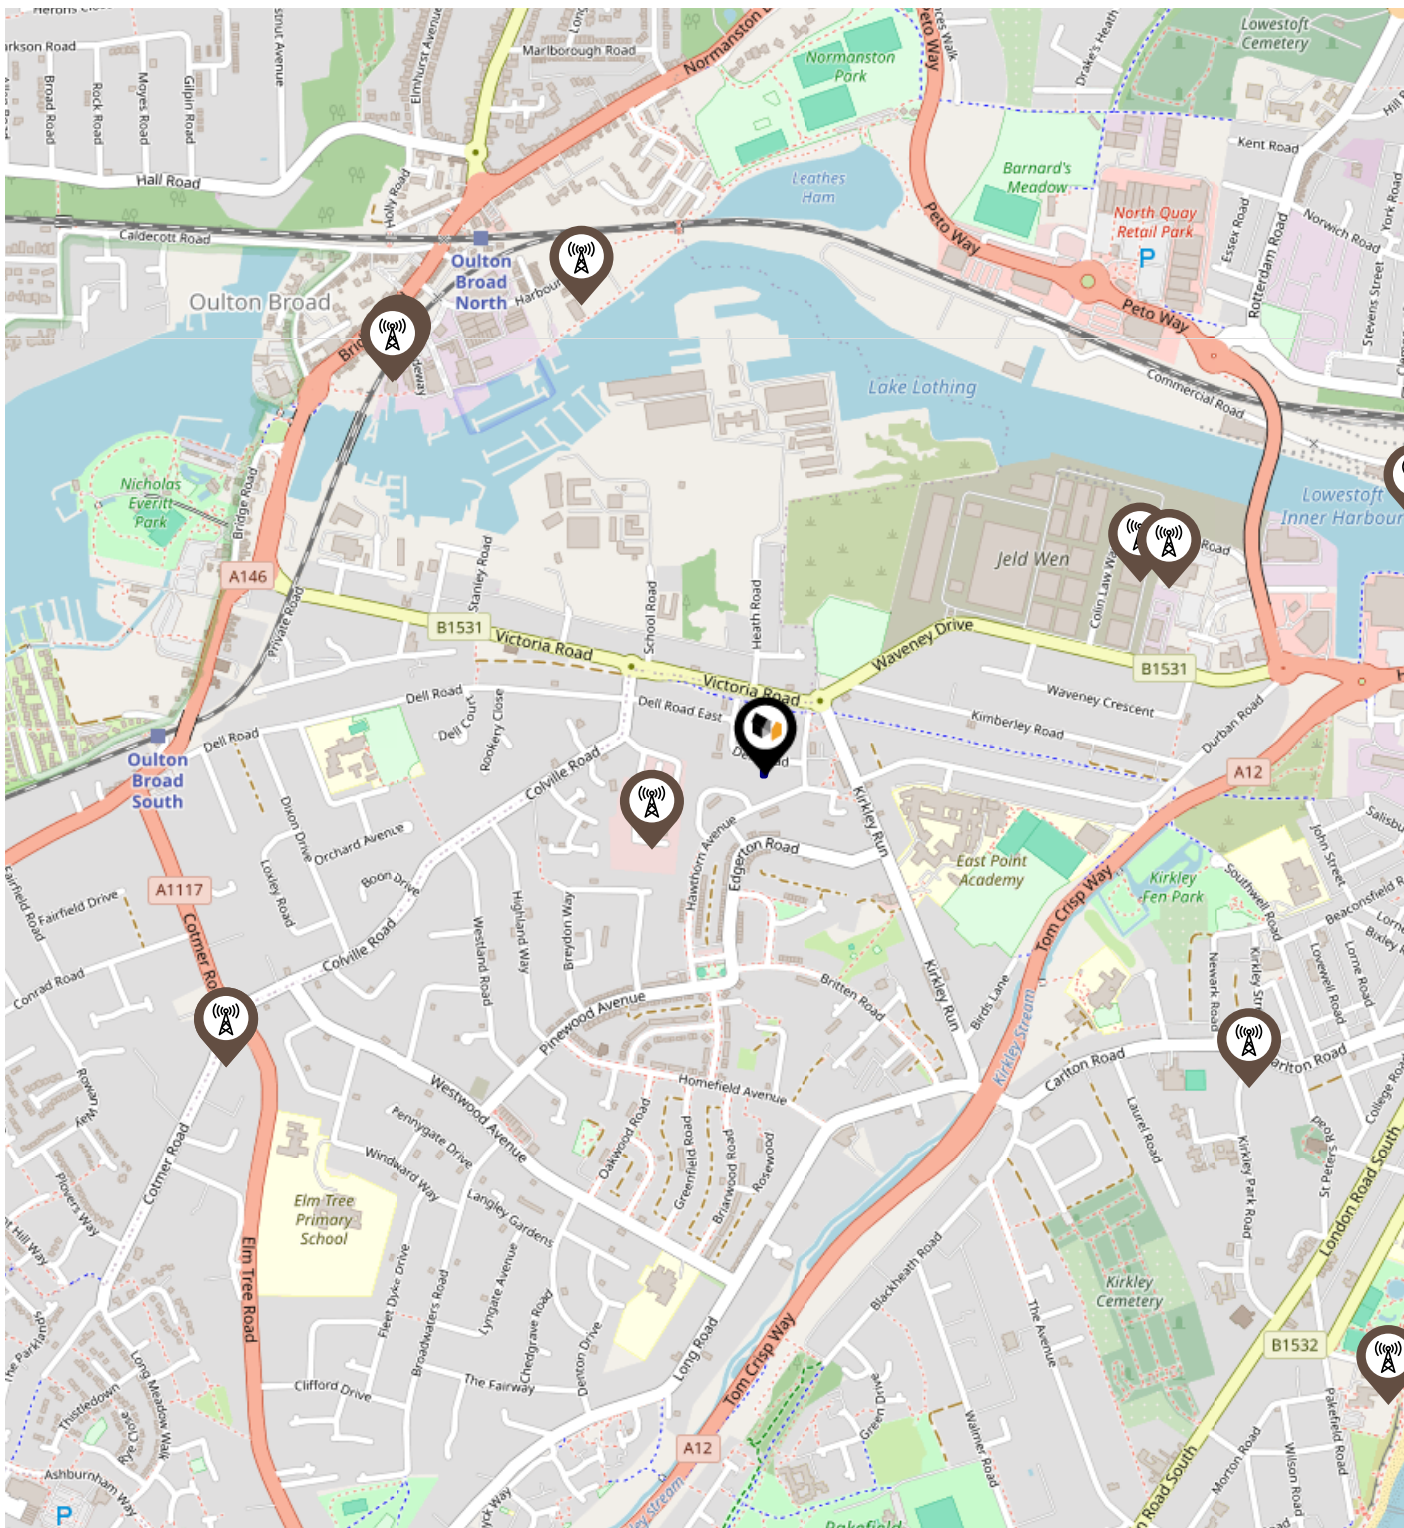 Marlborough Road
Elmhurst Avenue
Normanston
Peto Way
Drake's Heath
Lowestoft
Cemetery
Normanston
Park
Broad Road
Rock Road
Moyes Road
Gilpin Road
Hall Road
Holly Road
Caldecott Road
Leathes
Ham
Barnard's
Meadow
Kent Road
Essex Road
Rotterdam Road
Norwich Road
York Road
Stevens Street
North Quay
Retail Park
P
Peto Way
Peto Way
Oulton
Broad
North
Oulton Broad
Lake Lothing
Commercial Road
Nicholas
Everitt
Park
Bridge Road
A146
Private Road
Stanley Road
School Road
Heath Road
Jeld Wen
Colin Law Wa
Road
Lowestoft
Inner Harbour
B1531
Victoria Road
Victoria Road
Waveney Drive
B1531
Waveney Crescent
Kimberley Road
Durban Road
Dell Road
Dell Road
Dell Court
Rookery Close
Dell Road East
Oulton
Broad
South
Colville Road
A12
Dixon Drive
Orchard Avenue
Loxley Road
Boon Drive
Hawthorn Avenue
Edgerton Road
Kirkley Run
East Point
Academy
Tom Crisp Way
Kirkley
Fen Park
Southwell Road
John Street
Beaconsfield R
A1117
Fairfield Road
Fairfield Drive
Cotmer Ro
Conrad Road
Colville Road
Westland Road
Highland Way
Breydon Way
Pinewood Avenue
Britten Road
Kirkley Run
Birds Lane
Kirkley Stream
Newark Road
Kirkley Str
Lovewell Road
Lorne Road
Carlton Road
arlton Road
College Road
Rowan Way
Plovers Way
Cotmer Road
Westwood Avenue
Pennygate Drive
Windward Way
Langley Gardens
Homefield Avenue
Oakwood Road
Greenfield Road
Briarwood Road
Rosewood
Laurel Road
Kirkley Park Road
St Peters Road
London Road South
Elm Tree
Primary
School
Elm Tree Road
Fleet Dyke Drive
Broadwaters Road
Lyngate Avenue
Chedgrave Road
Denton Drive
Blackheath Road
The Avenue
Kirkley
Cemetery
B1532
Clifford Drive
The Fairway
Long Road
Tom Crisp Way
Thistledown
Long Meadow Walk
Rya Close
Green Drive
Walmer Road
Pakefield Road
Morton Road
Wilson Road
A12
Ashburnham Way
P
n Road South
Pakefield